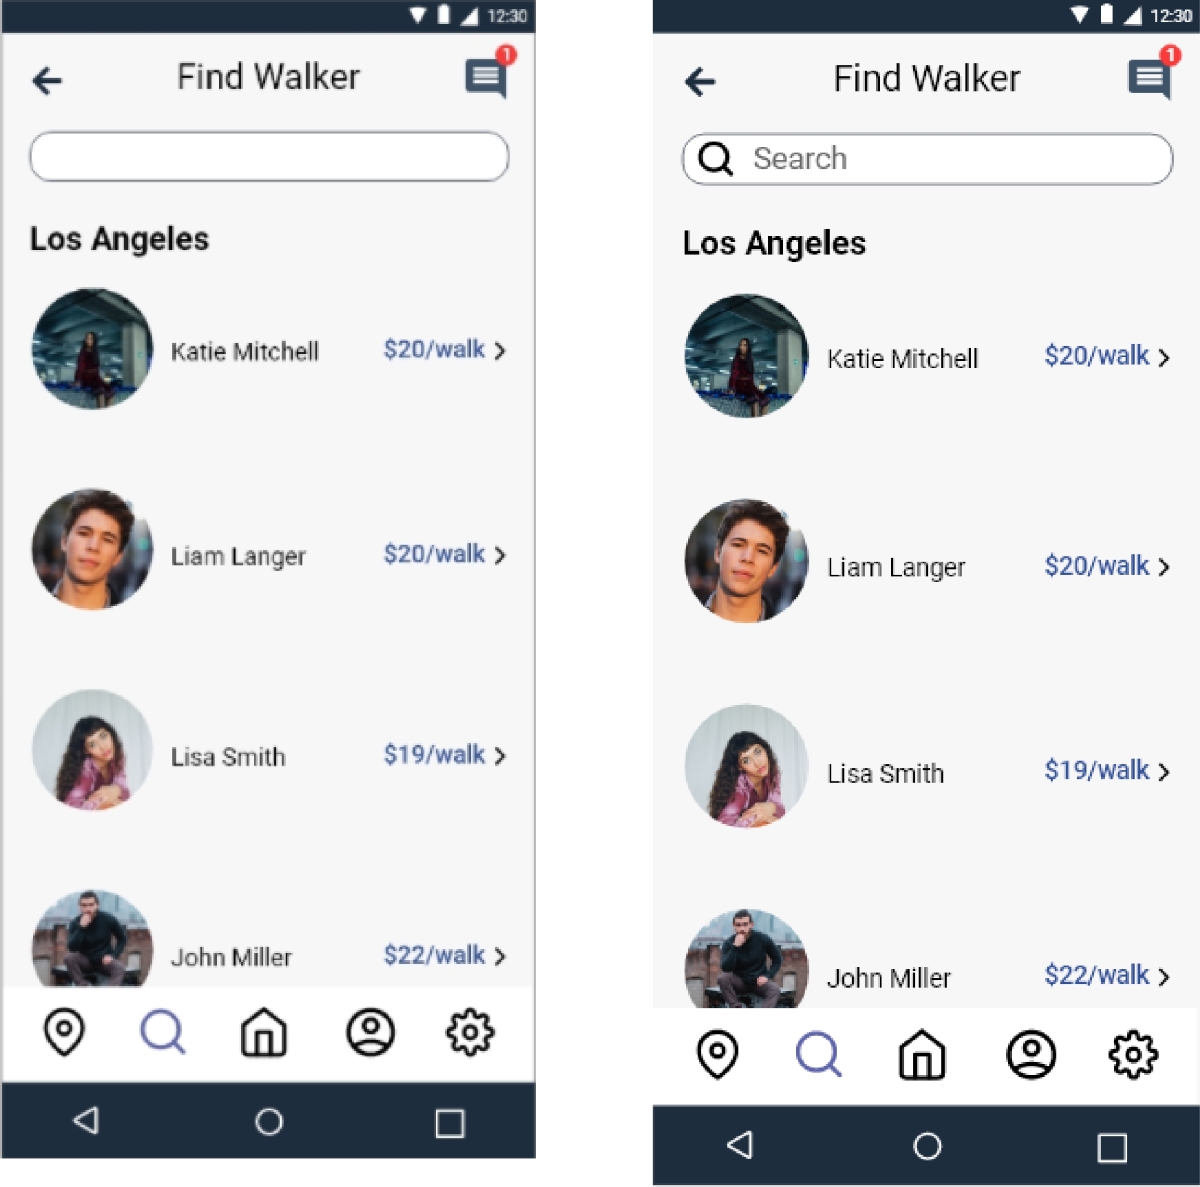 12:30
1
Find Walker
Los Angeles
Katie Mitchell $20/walk
Liam Langer $20/walk
Lisa Smith $19/walk
John Miller $22/walk
12:30
1
Find Walker
Search
Los Angeles
Katie Mitchell $20/walk
Liam Langer $20/walk
Lisa Smith $19/walk
John Miller $22/walk